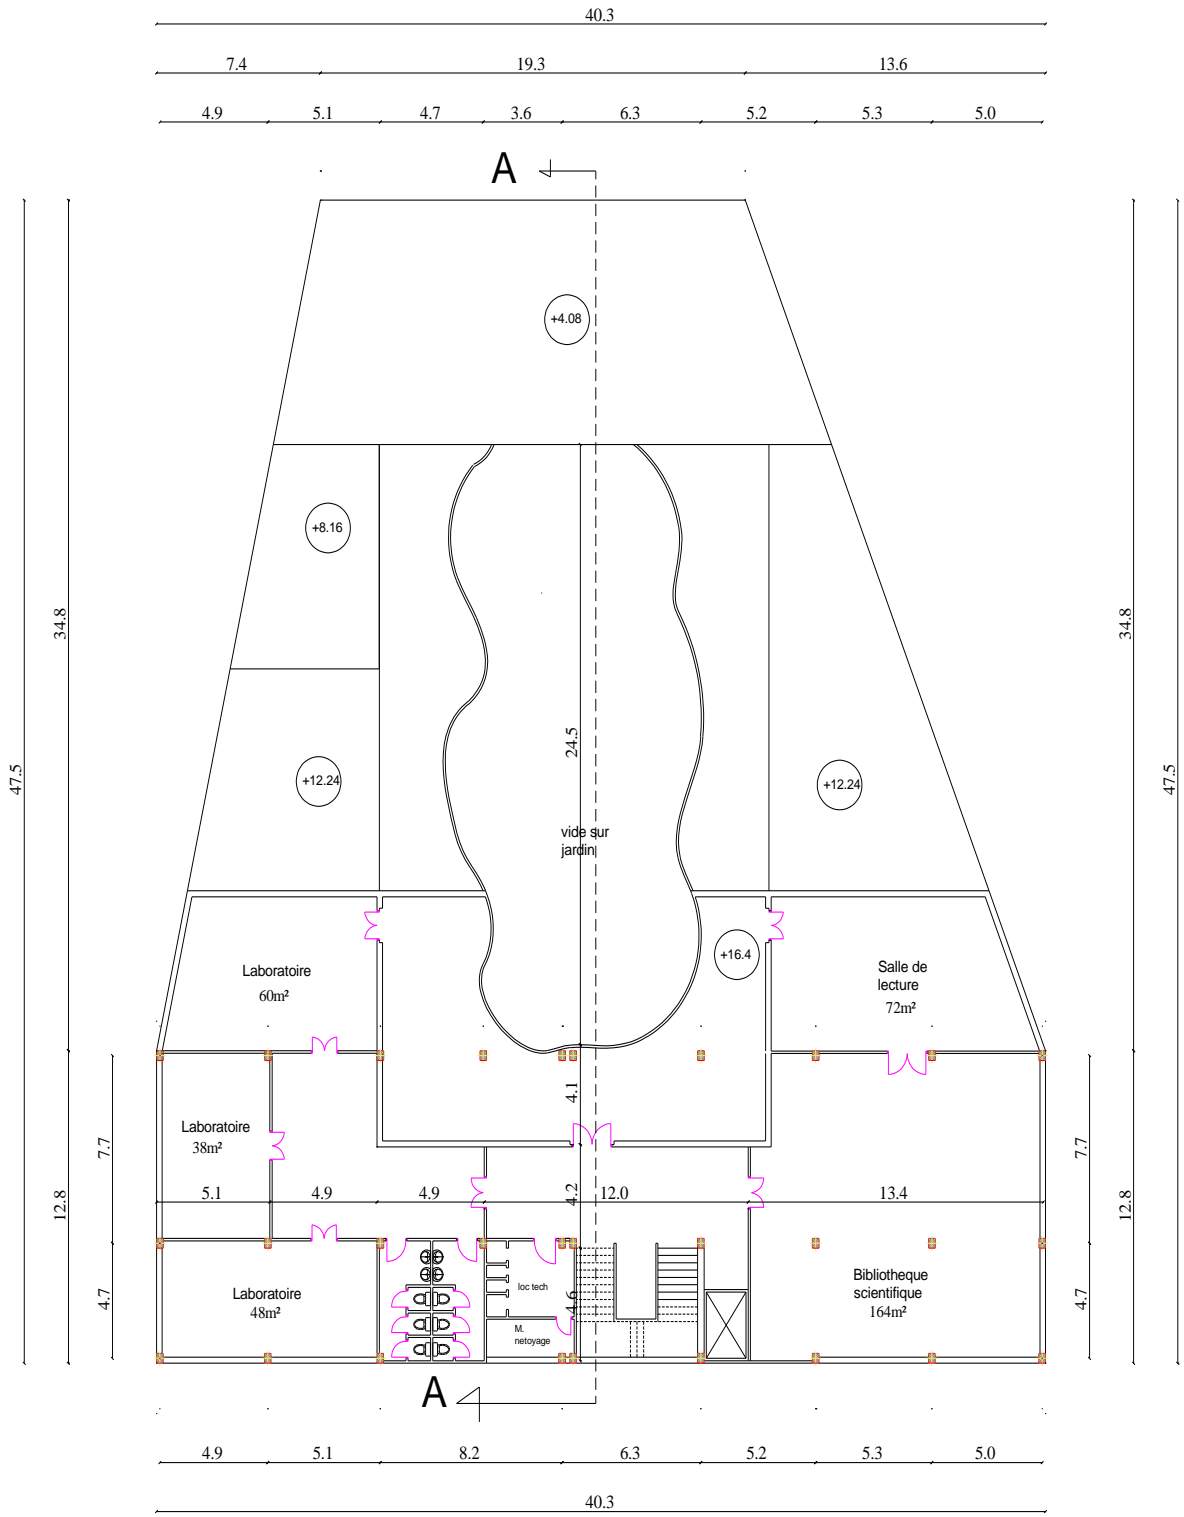 40.3
7.4 19.3 13.6
4.9 5.1 4.7 3.6 6.3 5.2 5.3 5.0
A
+4.08
+8.16
34.8
34.8
24.5
47.5
47.5
+12.24
+12.24
vide sur
jardin
+16.4
Laboratoire
60m²
Salle de
lecture
72m²
4.1
Laboratoire
38m²
7.7
7.7
12.8
12.8
5.1 4.9 4.9 12.0 13.4
4.2
Laboratoire
48m²
loc tech
M.
netoyage
4.6
Bibliotheque
scientifique
164m²
4.7
4.7
A
4.9 5.1 8.2 6.3 5.2 5.3 5.0
40.3